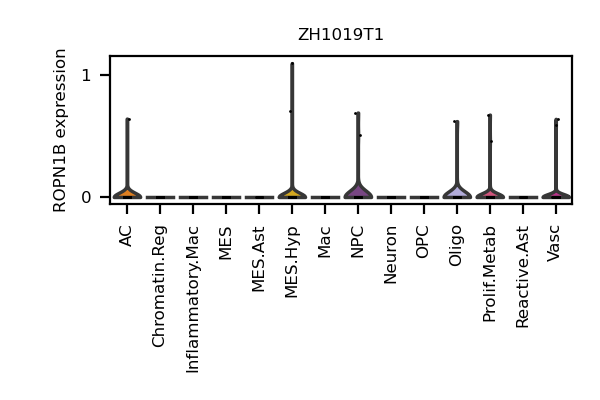 ZH1019T1
ROPN1B expression
1
0
AC
Chromatin.Reg
Inflammatory.Mac
MES
MES.Ast
MES.Hyp
Mac
NPC
Neuron
OPC
Oligo
Prolif.Metab
Reactive.Ast
Vasc